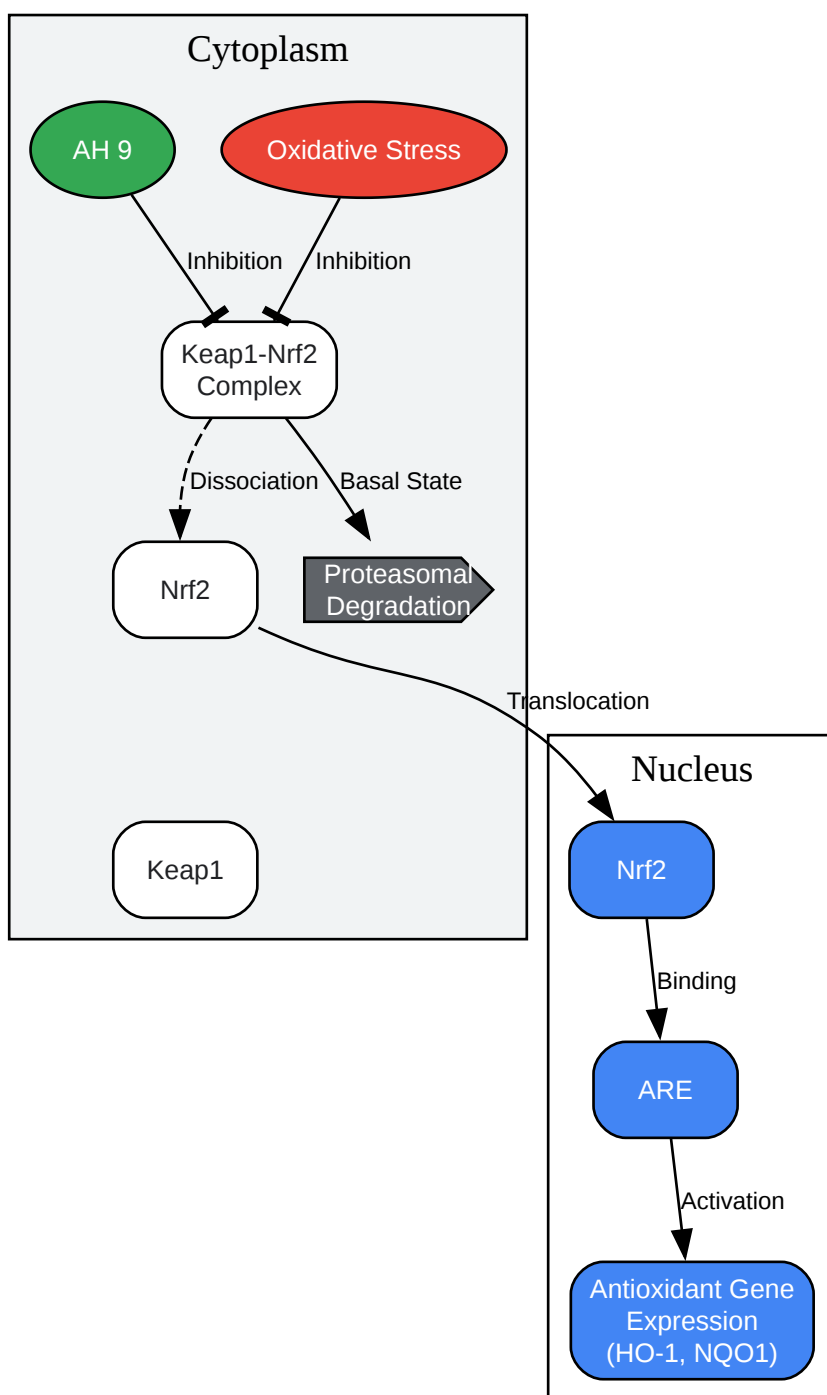 Cytoplasm
AH 9
Oxidative Stress
Inhibition
Inhibition
Keap1-Nrf2
Complex
Dissociation
Basal State
Nrf2
Proteasomal
Degradation
Translocation
Keap1
Nucleus
Nrf2
Binding
ARE
Activation
Antioxidant Gene
Expression
(HO-1, NQO1)